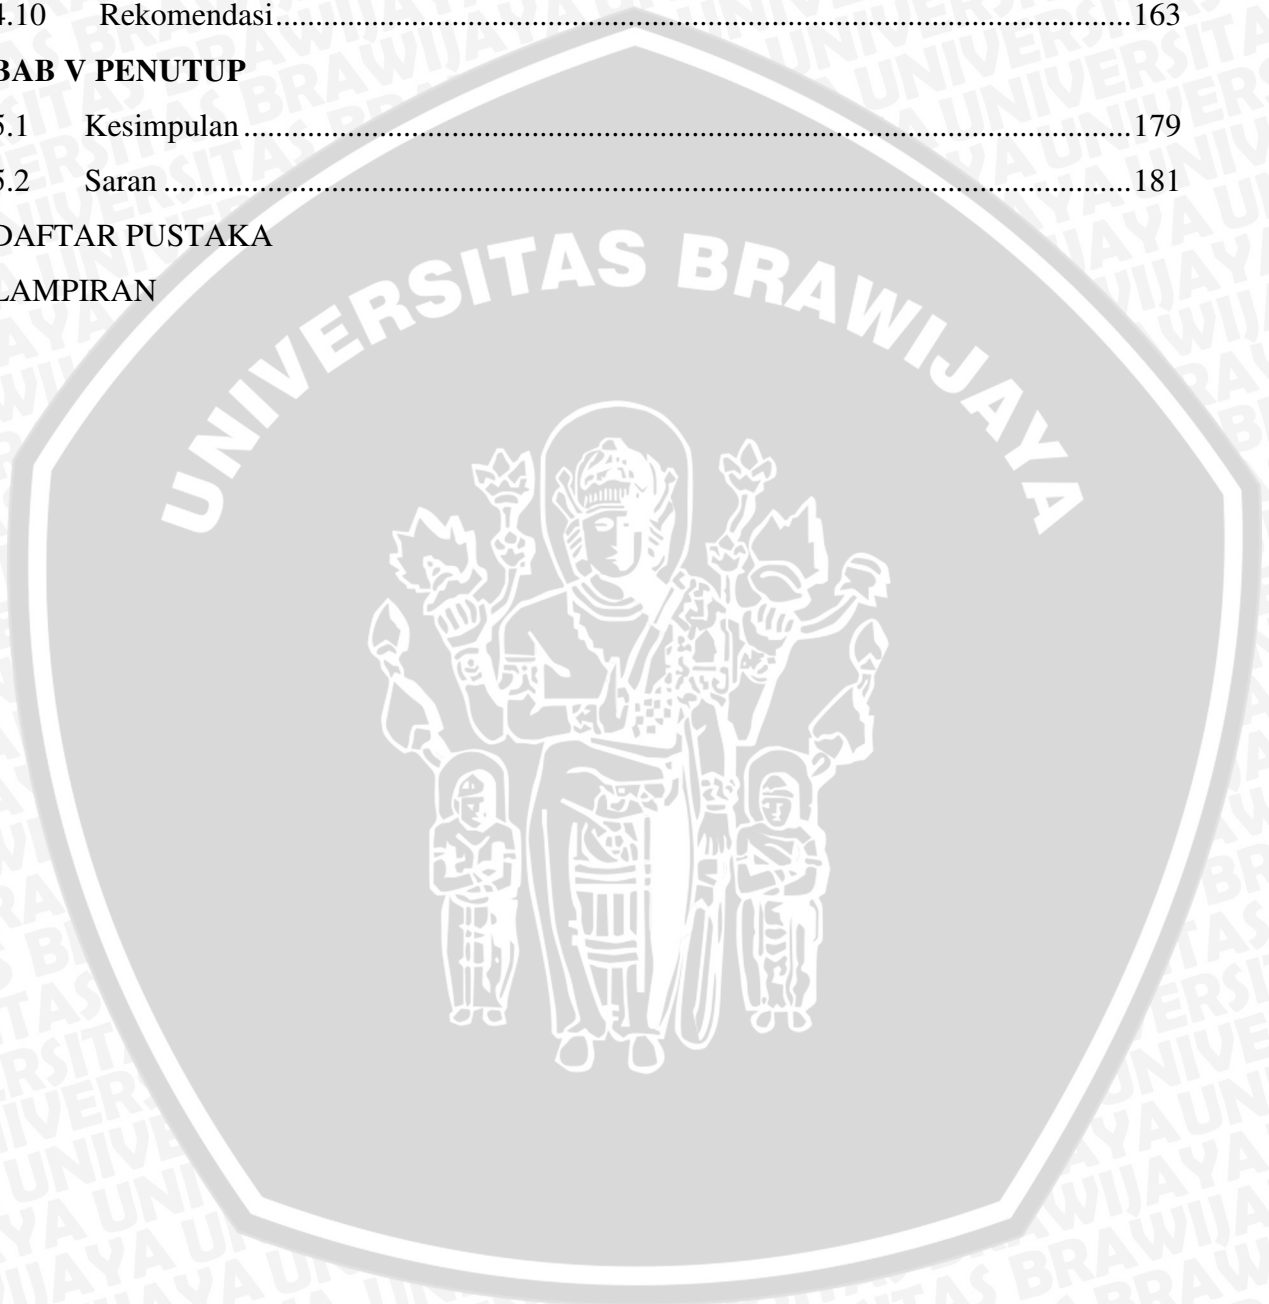 4.10 Rekomendasi...........................................................................................................163
BAB V PENUTUP
5.1 Kesimpulan...............................................................................................................179
5.2 Saran.........................................................................................................................181
DAFTAR PUSTAKA
LAMPIRAN
UNIVERSITAS BRAWIJAYA